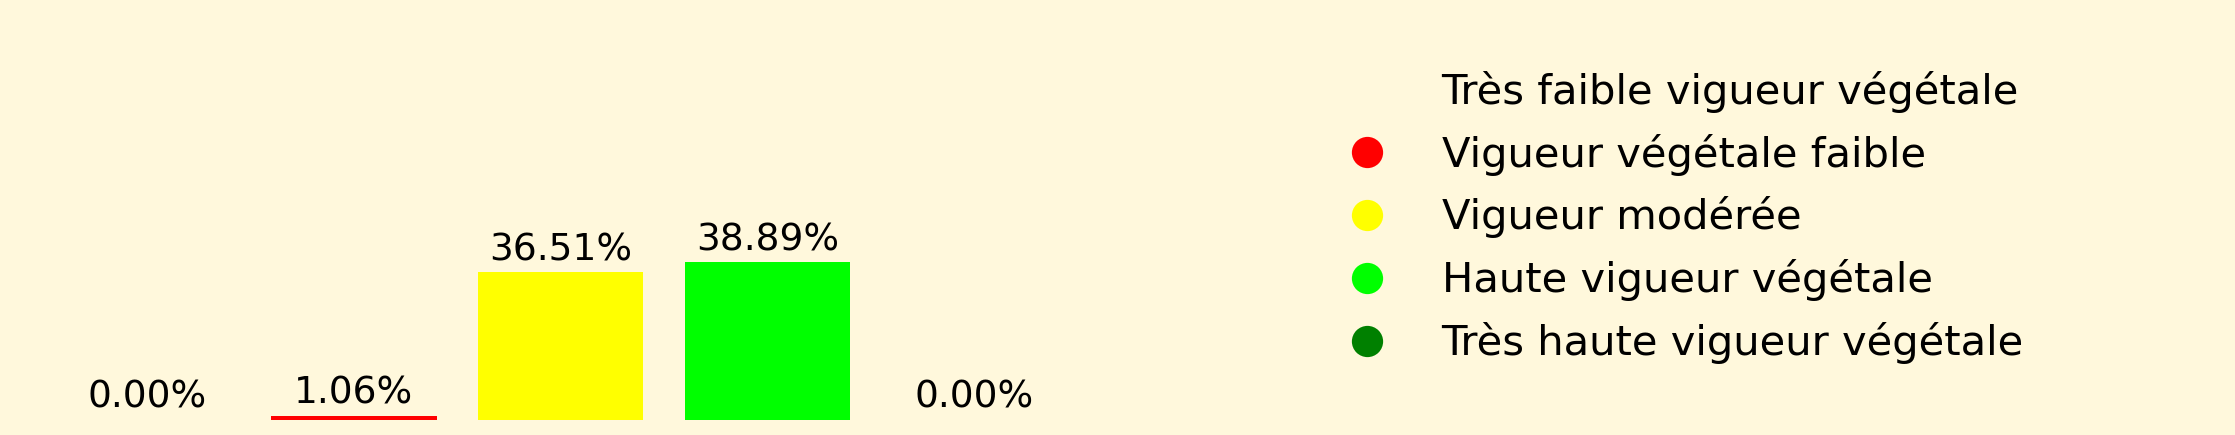 0.00%
1.06%
36.51%
38.89%
0.00%
Très faible vigueur végétale
Vigueur végétale faible
Vigueur modérée
Haute vigueur végétale
Très haute vigueur végétale